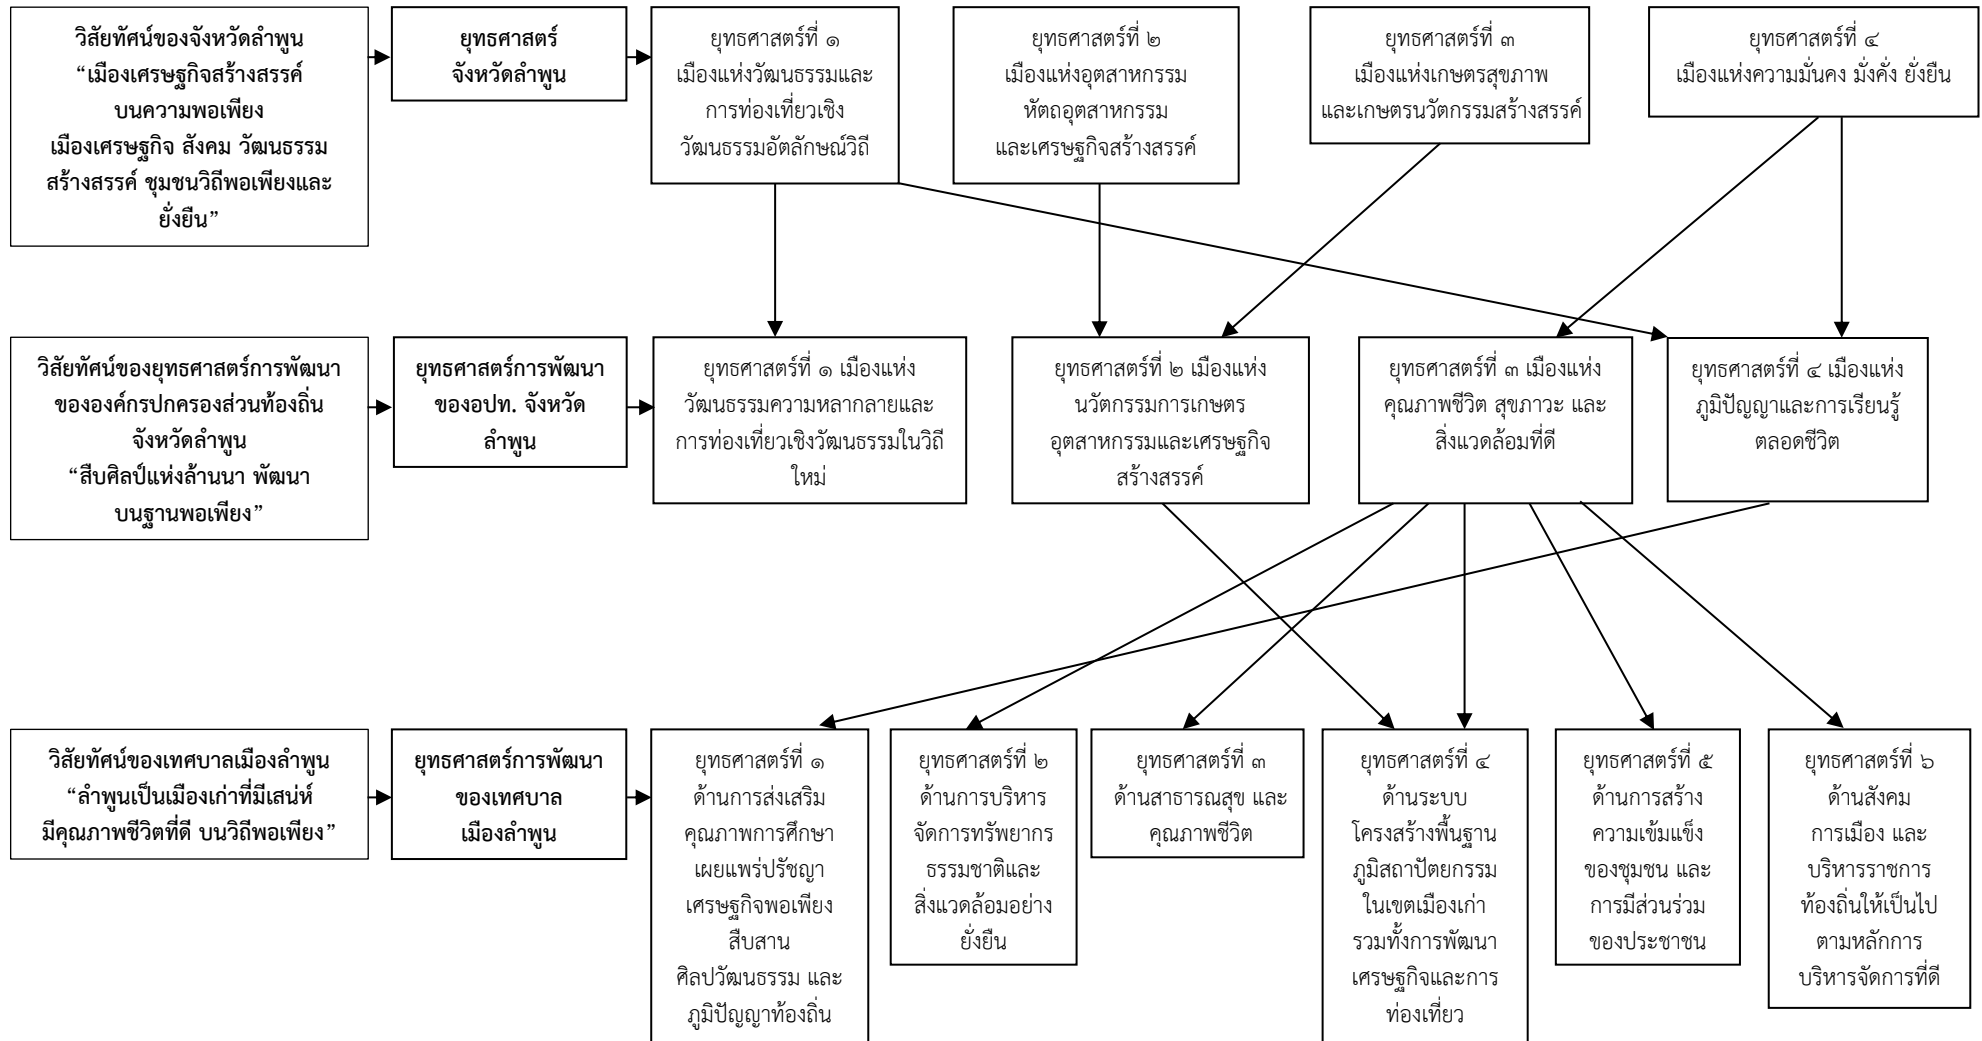 วิสัยทัศน์ของจังหวัดลำพูน
“เมืองเศรษฐกิจสร้างสรรค์
บนความพอเพียง
เมืองเศรษฐกิจ สังคม วัฒนธรรม
สร้างสรรค์ ชุมชนวิถีพอเพียงและ
ยั่งยืน”
ยุทธศาสตร์
จังหวัดลำพูน
ยุทธศาสตร์ที่ ๑
เมืองแห่งวัฒนธรรมและ
การท่องเที่ยวเชิง
วัฒนธรรมอัตลักษณ์วิถี
ยุทธศาสตร์ที่ ๒
เมืองแห่งอุตสาหกรรม
หัตถอุตสาหกรรม
และเศรษฐกิจสร้างสรรค์
ยุทธศาสตร์ที่ ๓
เมืองแห่งเกษตรสุขภาพ
และเกษตรนวัตกรรมสร้างสรรค์
ยุทธศาสตร์ที่ ๔
เมืองแห่งความมั่นคง มั่งคั่ง ยั่งยืน
วิสัยทัศน์ของยุทธศาสตร์การพัฒนา
ขององค์กรปกครองส่วนท้องถิ่น
จังหวัดลำพูน
“สืบศิลป์แห่งล้านนา พัฒนา
บนฐานพอเพียง”
ยุทธศาสตร์การพัฒนา
ของอปท. จังหวัด
ลำพูน
ยุทธศาสตร์ที่ ๑ เมืองแห่ง
วัฒนธรรมความหลากลายและ
การท่องเที่ยวเชิงวัฒนธรรมในวิถี
ใหม่
ยุทธศาสตร์ที่ ๒ เมืองแห่ง
นวัตกรรมการเกษตร
อุตสาหกรรมและเศรษฐกิจ
สร้างสรรค์
ยุทธศาสตร์ที่ ๓ เมืองแห่ง
คุณภาพชีวิต สุขภาวะ และ
สิ่งแวดล้อมที่ดี
ยุทธศาสตร์ที่ ๔ เมืองแห่ง
ภูมิปัญญาและการเรียนรู้
ตลอดชีวิต
วิสัยทัศน์ของเทศบาลเมืองลำพูน
“ลำพูนเป็นเมืองเก่าที่มีเสน่ห์
มีคุณภาพชีวิตที่ดี บนวิถีพอเพียง”
ยุทธศาสตร์การพัฒนา
ของเทศบาล
เมืองลำพูน
ยุทธศาสตร์ที่ ๑
ด้านการส่งเสริม
คุณภาพการศึกษา
เผยแพร่ปรัชญา
เศรษฐกิจพอเพียง
สืบสาน
ศิลปวัฒนธรรม และ
ภูมิปัญญาท้องถิ่น
ยุทธศาสตร์ที่ ๒
ด้านการบริหาร
จัดการทรัพยากร
ธรรมชาติและ
สิ่งแวดล้อมอย่าง
ยั่งยืน
ยุทธศาสตร์ที่ ๓
ด้านสาธารณสุข และ
คุณภาพชีวิต
ยุทธศาสตร์ที่ ๔
ด้านระบบ
โครงสร้างพื้นฐาน
ภูมิสถาปัตยกรรม
ในเขตเมืองเก่า
รวมทั้งการพัฒนา
เศรษฐกิจและการ
ท่องเที่ยว
ยุทธศาสตร์ที่ ๕
ด้านการสร้าง
ความเข้มแข็ง
ของชุมชน และ
การมีส่วนร่วม
ของประชาชน
ยุทธศาสตร์ที่ ๖
ด้านสังคม
การเมือง และ
บริหารราชการ
ท้องถิ่นให้เป็นไป
ตามหลักการ
บริหารจัดการที่ดี